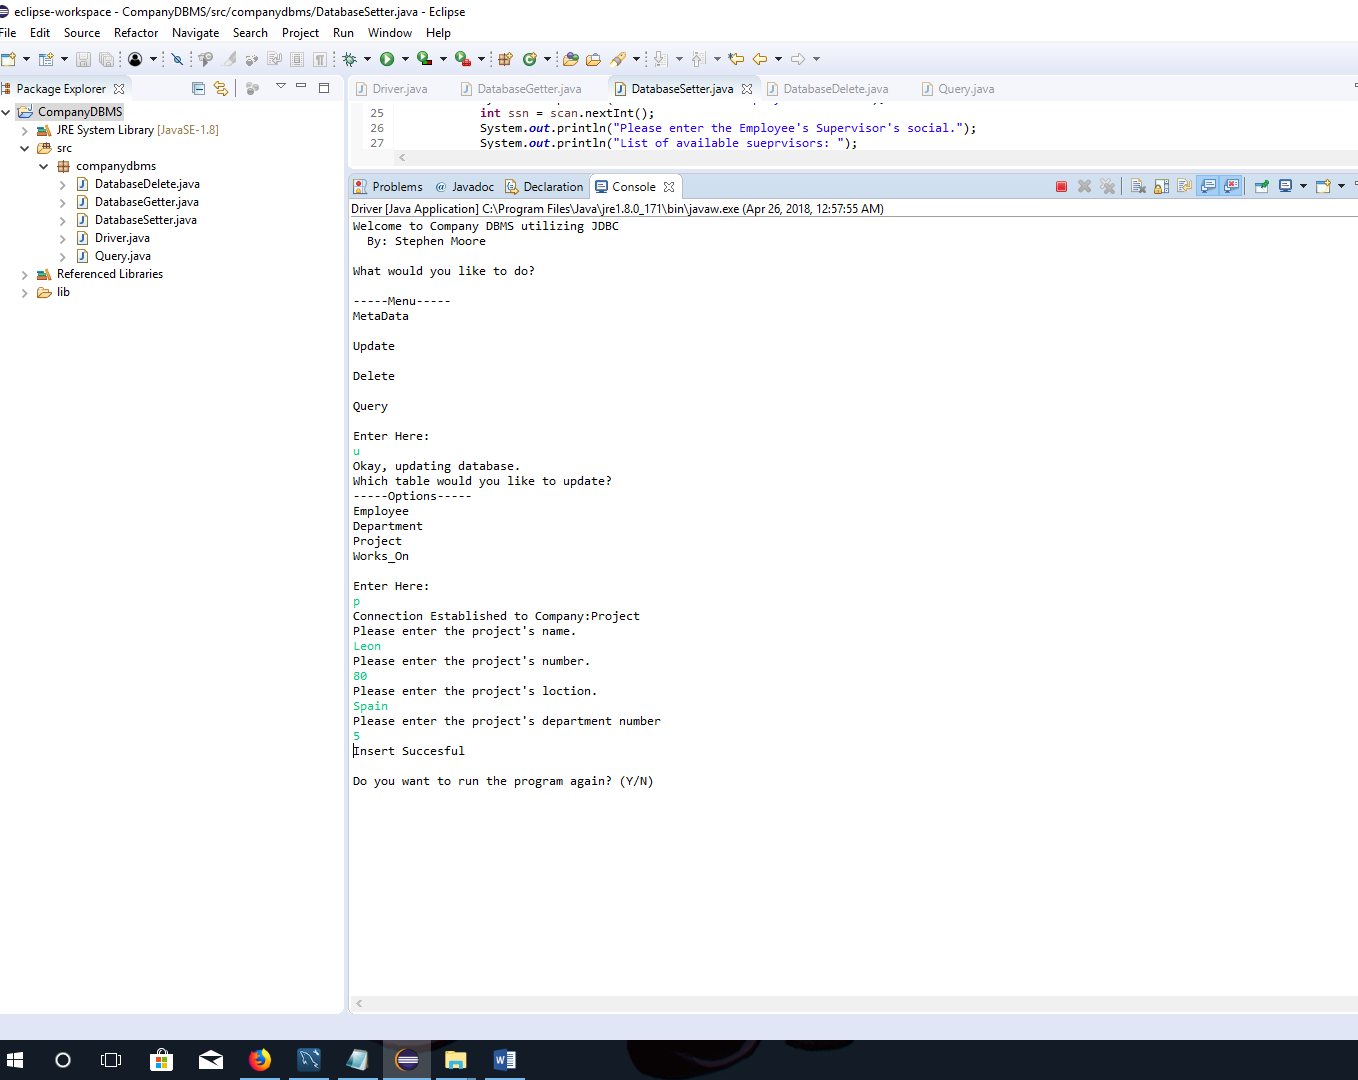 eclipse-workspace - CompanyDBMS/src/companydbms/DatabaseSetter.java - Eclipse
File Edit Source Refactor Navigate Search Project Run Window Help
Package Explorer
Driver.java DatabaseGetter.java DatabaseSetter.java DatabaseDelete.java Query.java
CompanyDBMS
JRE System Library [JavaSE-1.8]
src
companydbms
DatabaseDelete.java
DatabaseGetter.java
DatabaseSetter.java
Driver.java
Query.java
Referenced Libraries
lib
25 int ssn = scan.nextInt();
26 System.out.println("Please enter the Employee's Supervisor's social.");
27 System.out.println("List of available sueprvisors: ");
Problems @ Javadoc Declaration Console
Driver [Java Application] C:\Program Files\Java\jre1.8.0_171\bin\javaw.exe (Apr 26, 2018, 12:57:55 AM)
Welcome to Company DBMS utilizing JDBC
By: Stephen Moore
What would you like to do?
-----Menu-----
MetaData
Update
Delete
Query
Enter Here:
u
Okay, updating database.
Which table would you like to update?
-----Options-----
Employee
Department
Project
Works_On
Enter Here:
p
Connection Established to Company:Project
Please enter the project's name.
Leon
Please enter the project's number.
80
Please enter the project's loction.
Spain
Please enter the project's department number
5
Insert Succesful
Do you want to run the program again? (Y/N)